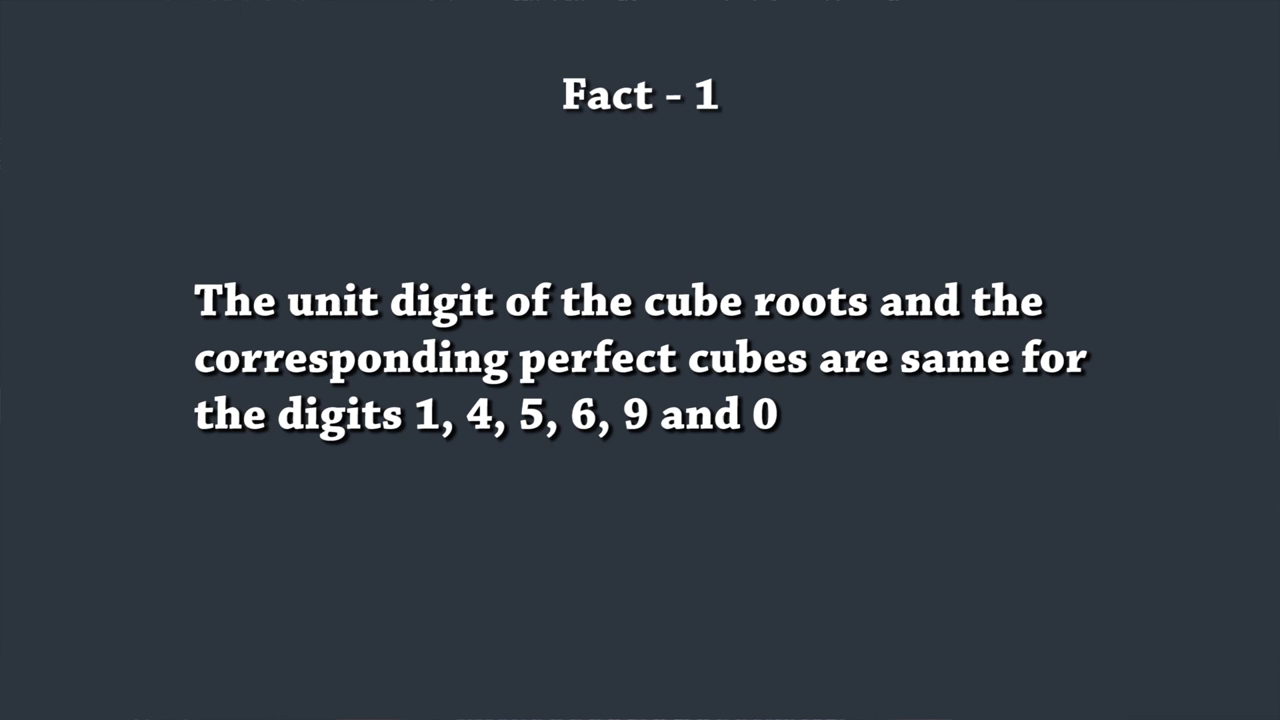 Fact - 1
The unit digit of the cube roots and the
corresponding perfect cubes are same for
the digits 1, 4, 5, 6, 9 and 0